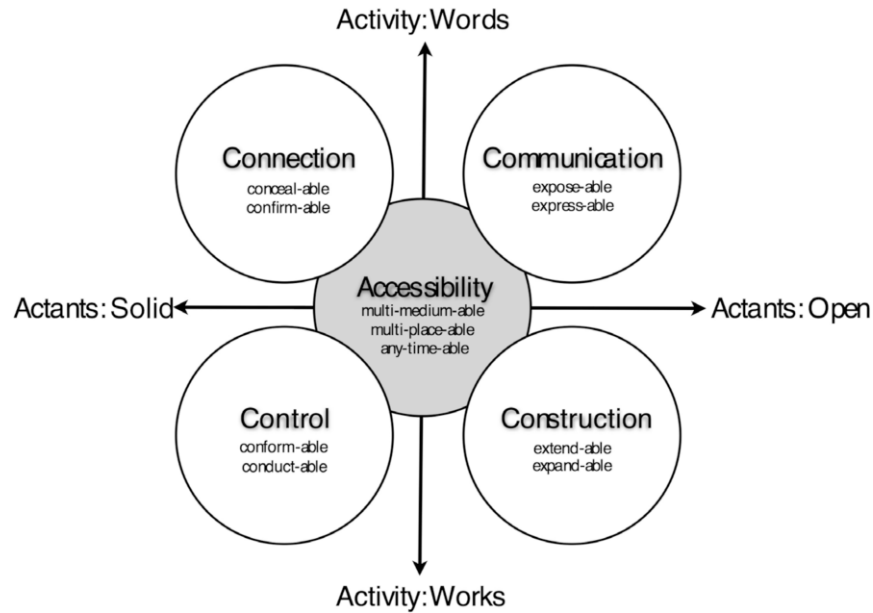 Activity:Words
Connection
conceal-able
confirm-able
Communication
expose-able
express-able
Actants:Solid
Accessibility
multi-medium-able
multi-place-able
any-time-able
Actants:Open
Control
conform-able
conduct-able
Construction
extend-able
expand-able
Activity:Works